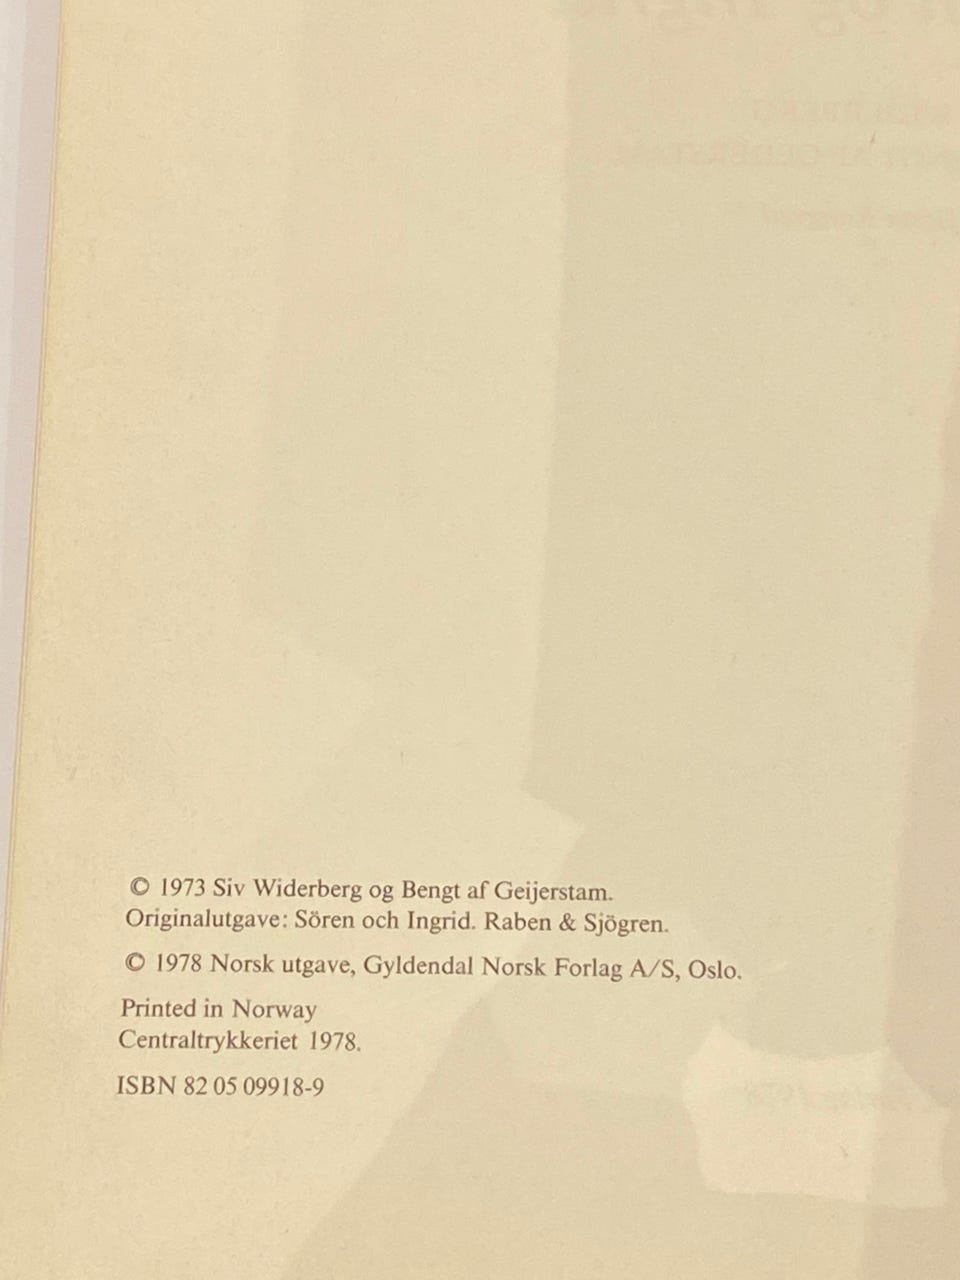 © 1973 Siv Widerberg og Bengt af Geijerstam.
Originalutgave: Sören och Ingrid. Raben & Sjögren.
© 1978 Norsk utgave, Gyldendal Norsk Forlag A/S, Oslo.
Printed in Norway
Centraltrykkeriet 1978.
ISBN 82 05 09918-9